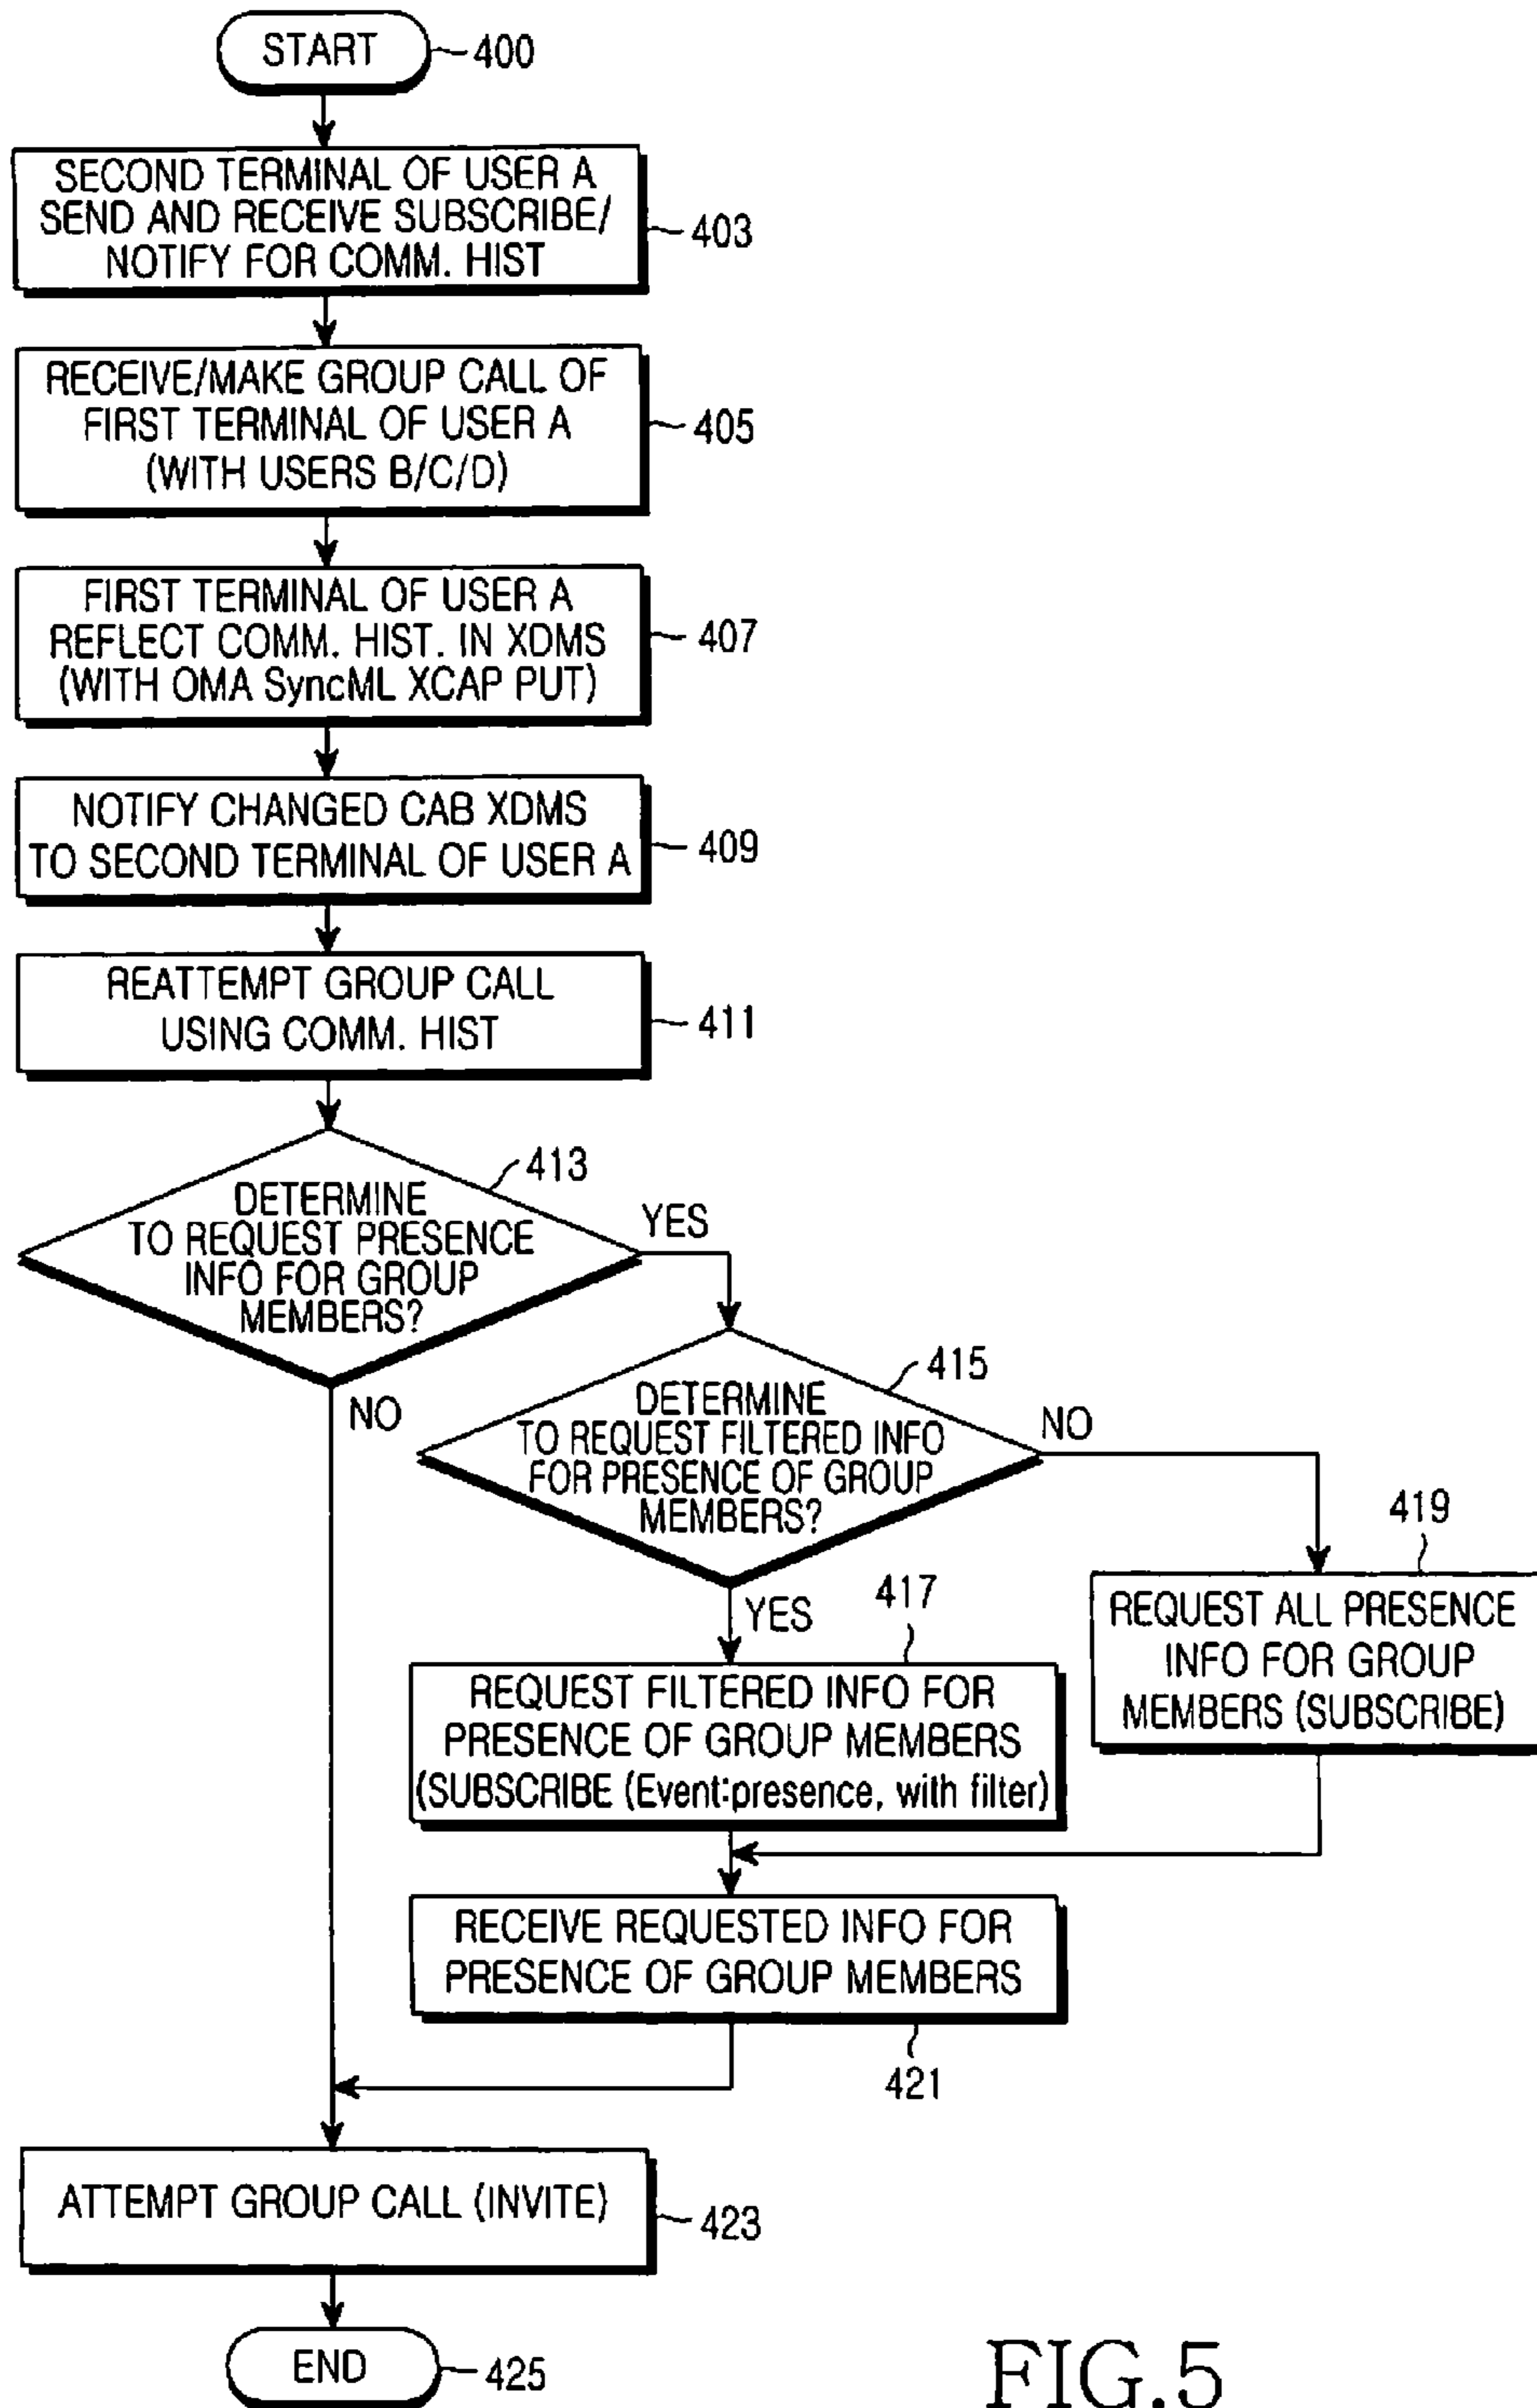 START
400
SECOND TERMINAL OF USER A
SEND AND RECEIVE SUBSCRIBE/
NOTIFY FOR COMM. HIST
403
RECEIVE/MAKE GROUP CALL OF
FIRST TERMINAL OF USER A
(WITH USERS B/C/D)
405
FIRST TERMINAL OF USER A
REFLECT COMM. HIST. IN XDMS
(WITH OMA SyncML XCAP PUT)
407
NOTIFY CHANGED CAB XDMS
TO SECOND TERMINAL OF USER A
409
REATTEMPT GROUP CALL
USING COMM. HIST
411
413
DETERMINE
TO REQUEST PRESENCE
INFO FOR GROUP
MEMBERS?
YES
NO
415
DETERMINE
TO REQUEST FILTERED INFO
FOR PRESENCE OF GROUP
MEMBERS?
NO
YES
419
REQUEST ALL PRESENCE
INFO FOR GROUP
MEMBERS (SUBSCRIBE)
417
REQUEST FILTERED INFO FOR
PRESENCE OF GROUP MEMBERS
(SUBSCRIBE (Event:presence, with filter)
RECEIVE REQUESTED INFO FOR
PRESENCE OF GROUP MEMBERS
421
ATTEMPT GROUP CALL (INVITE)
423
END
425
FIG.5